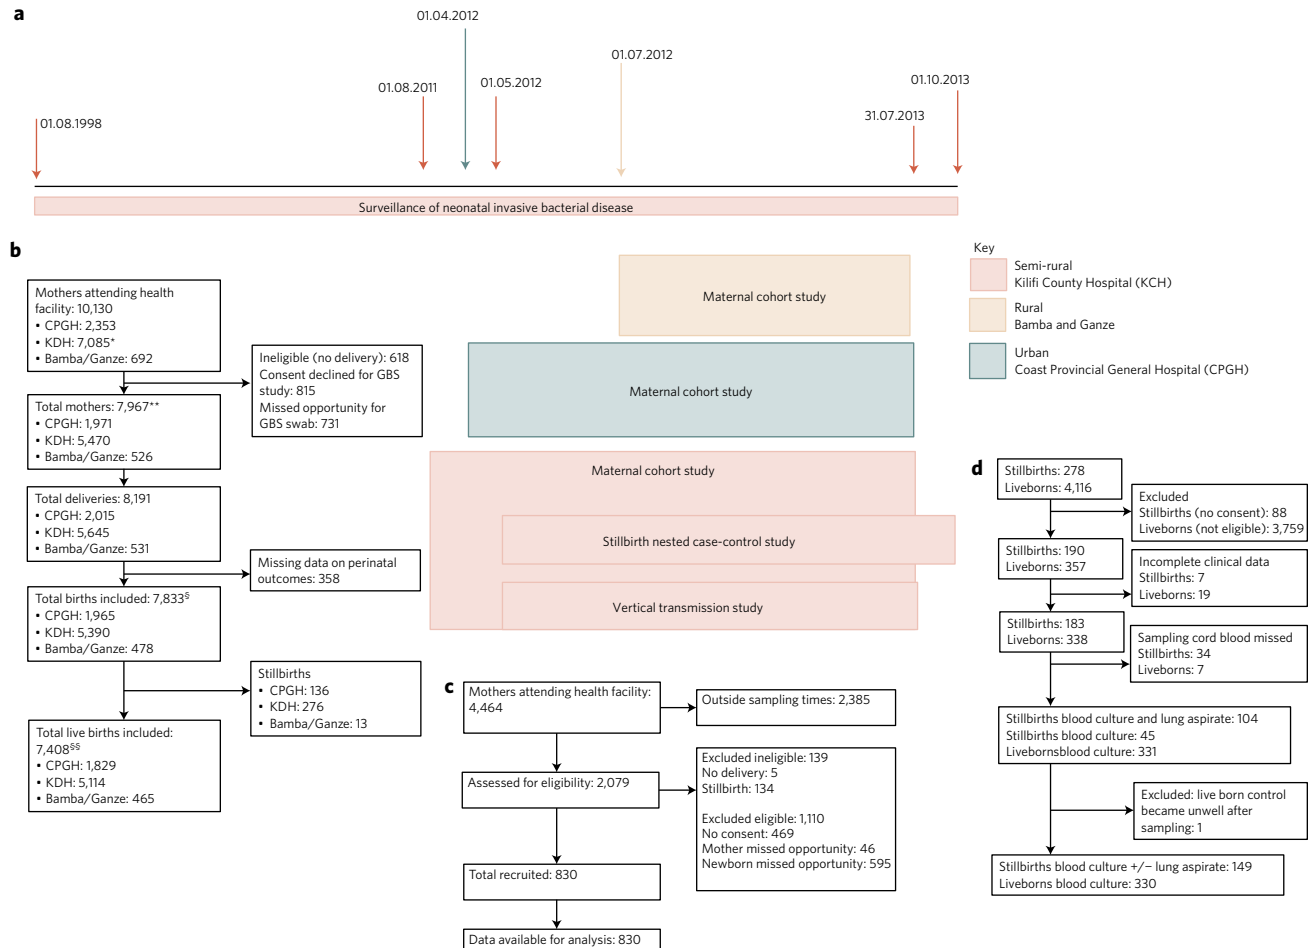 a
01.04.2012
01.07.2012
01.08.2011
01.05.2012
01.10.2013
31.07.2013
01.08.1998
Surveillance of neonatal invasive bacterial disease
b
Mothers attending health
facility: 10,130
▪ CPGH: 2,353
▪ KDH: 7,085*
▪ Bamba/Ganze: 692
Ineligible (no delivery): 618
Consent declined for GBS
study: 815
Missed opportunity for
GBS swab: 731
Total mothers: 7,967**
▪ CPGH: 1,971
▪ KDH: 5,470
▪ Bamba/Ganze: 526
Total deliveries: 8,191
▪ CPGH: 2,015
▪ KDH: 5,645
▪ Bamba/Ganze: 531
Missing data on perinatal
outcomes: 358
Total births included: 7,833§
▪ CPGH: 1,965
▪ KDH: 5,390
▪ Bamba/Ganze: 478
Stillbirths
▪ CPGH: 136
▪ KDH: 276
▪ Bamba/Ganze: 13
Total live births included:
7,408§§
▪ CPGH: 1,829
▪ KDH: 5,114
▪ Bamba/Ganze: 465
Maternal cohort study
Maternal cohort study
Maternal cohort study
Stillbirth nested case-control study
Vertical transmission study
Key
Semi-rural
Kilifi County Hospital (KCH)
Rural
Bamba and Ganze
Urban
Coast Provincial General Hospital (CPGH)
c
Mothers attending health facility:
4,464
Outside sampling times: 2,385
Assessed for eligibility: 2,079
Excluded ineligible: 139
No delivery: 5
Stillbirth: 134
Excluded eligible: 1,110
No consent: 469
Mother missed opportunity: 46
Newborn missed opportunity: 595
Total recruited: 830
Data available for analysis: 830
d
Stillbirths: 278
Liveborns: 4,116
Excluded
Stillbirths (no consent): 88
Liveborns (not eligible): 3,759
Stillbirths: 190
Liveborns: 357
Incomplete clinical data
Stillbirths: 7
Liveborns: 19
Stillbirths: 183
Liveborns: 338
Sampling cord blood missed
Stillbirths: 34
Liveborns: 7
Stillbirths blood culture and lung aspirate: 104
Stillbirths blood culture: 45
Livebornsblood culture: 331
Excluded: live born control
became unwell after
sampling: 1
Stillbirths blood culture +/− lung aspirate: 149
Liveborns blood culture: 330